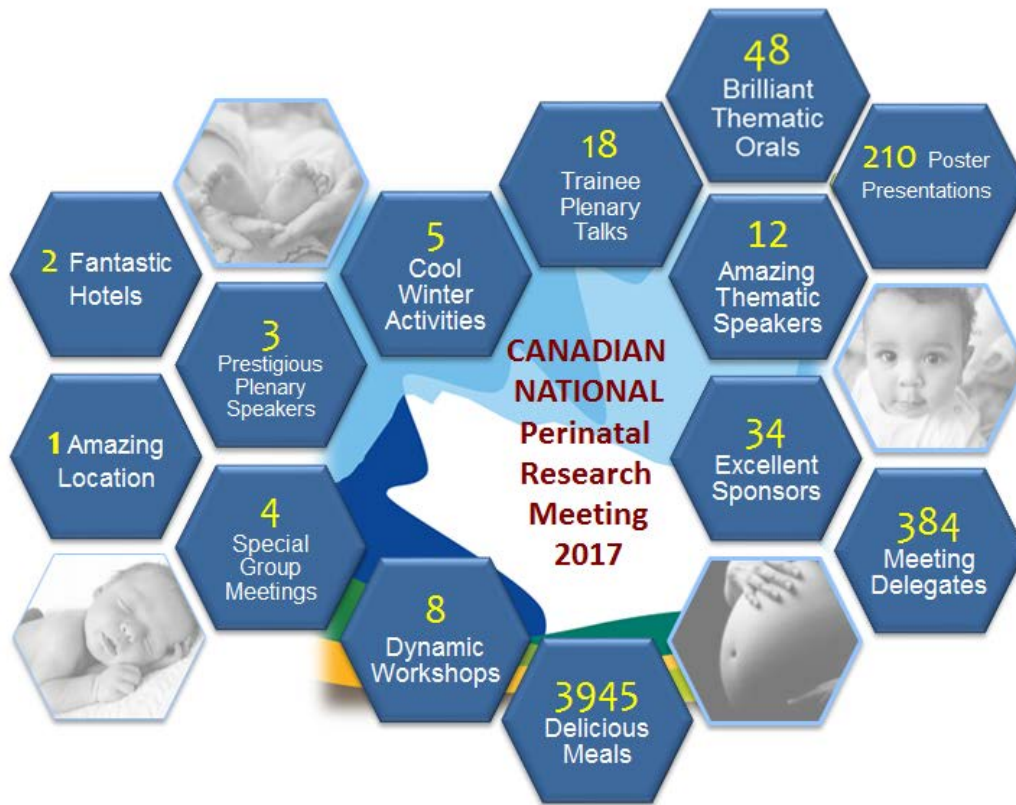 48
Brilliant
Thematic
Orals
18
Trainee
Plenary
Talks
210 Poster
Presentations
2 Fantastic
Hotels
5
Cool
Winter
Activities
12
Amazing
Thematic
Speakers
3
Prestigious
Plenary
Speakers
CANADIAN
NATIONAL
Perinatal
Research
Meeting
2017
1 Amazing
Location
34
Excellent
Sponsors
4
Special
Group
Meetings
384
Meeting
Delegates
8
Dynamic
Workshops
3945
Delicious
Meals